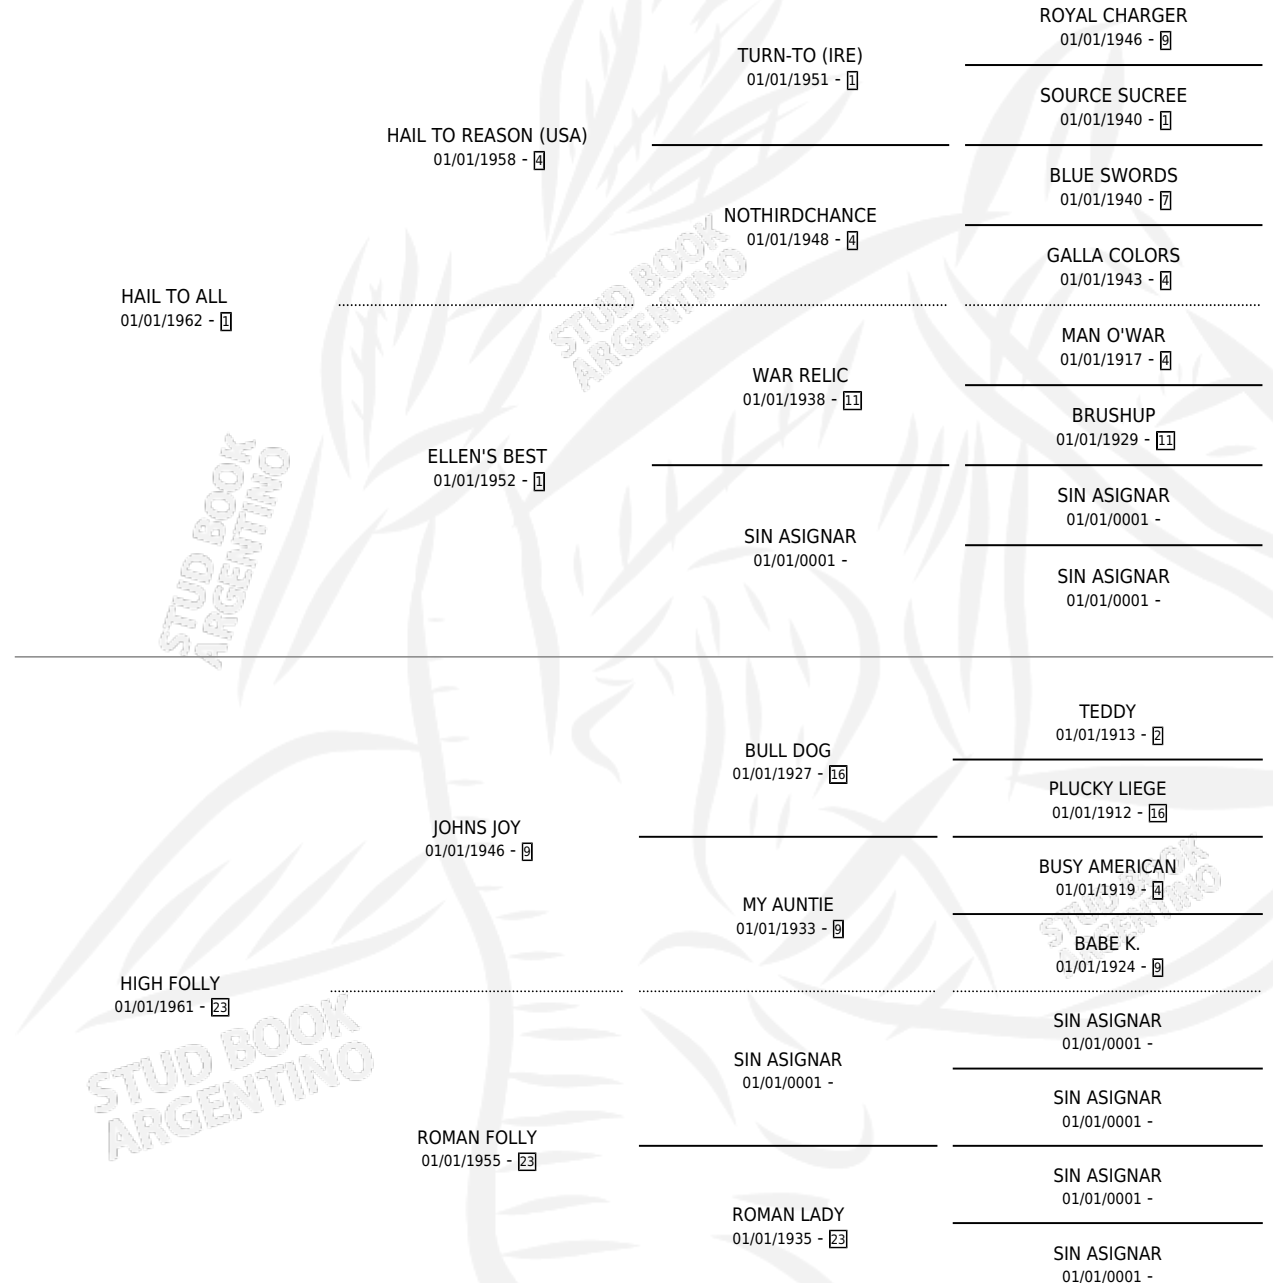 ROYAL CHARGER
01/01/1946 - 9
TURN-TO (IRE)
01/01/1951 - 1
SOURCE SUCREE
01/01/1940 - 1
HAIL TO REASON (USA)
01/01/1958 - 4
BLUE SWORDS
01/01/1940 - 7
NOTHIRDCHANCE
01/01/1948 - 4
GALLA COLORS
01/01/1943 - 4
HAIL TO ALL
01/01/1962 - 1
STUD BOOK
ARGENTINO
MAN O'WAR
01/01/1917 - 4
WAR RELIC
01/01/1938 - 11
BRUSHUP
01/01/1929 - 11
ELLEN'S BEST
01/01/1952 - 1
SIN ASIGNAR
01/01/0001 -
SIN ASIGNAR
01/01/0001 -
SIN ASIGNAR
01/01/0001 -
STUD BOOK
ARGENTINO
TEDDY
01/01/1913 - 2
BULL DOG
01/01/1927 - 16
PLUCKY LIEGE
01/01/1912 - 16
JOHNS JOY
01/01/1946 - 9
BUSY AMERICAN
01/01/1919 - 4
MY AUNTIE
01/01/1933 - 9
STUD BOOK
ARGENTINO
BABE K.
01/01/1924 - 9
HIGH FOLLY
01/01/1961 - 23
SIN ASIGNAR
01/01/0001 -
SIN ASIGNAR
01/01/0001 -
STUD BOOK
ARGENTINO
SIN ASIGNAR
01/01/0001 -
ROMAN FOLLY
01/01/1955 - 23
SIN ASIGNAR
01/01/0001 -
ROMAN LADY
01/01/1935 - 23
SIN ASIGNAR
01/01/0001 -